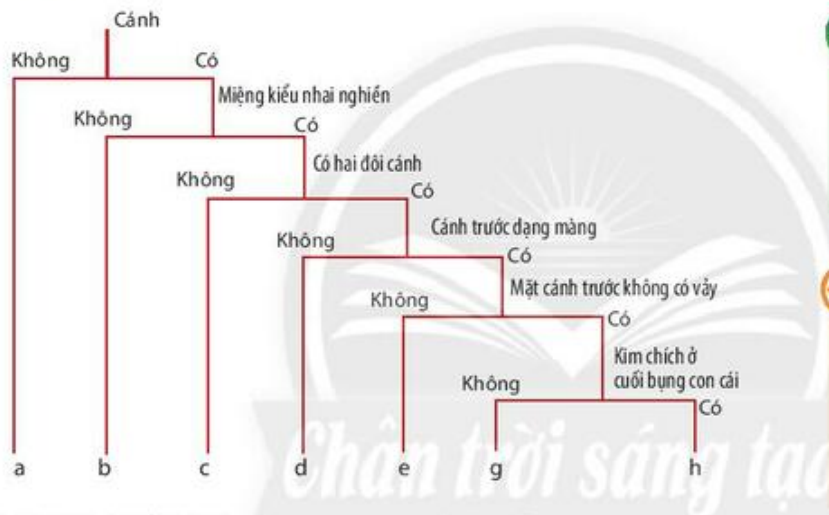 Cánh
Không
Có
Miệng kiểu nhai nghiền
Không
Có
Có hai đôi cánh
Không
Có
Cánh trước dạng màng
Không
Có
Mặt cánh trước không có vảy
Không
Có
Kim chích ở
cuối bụng con cái
Không
Có
a b c d e g h
Chân trời sáng tạo